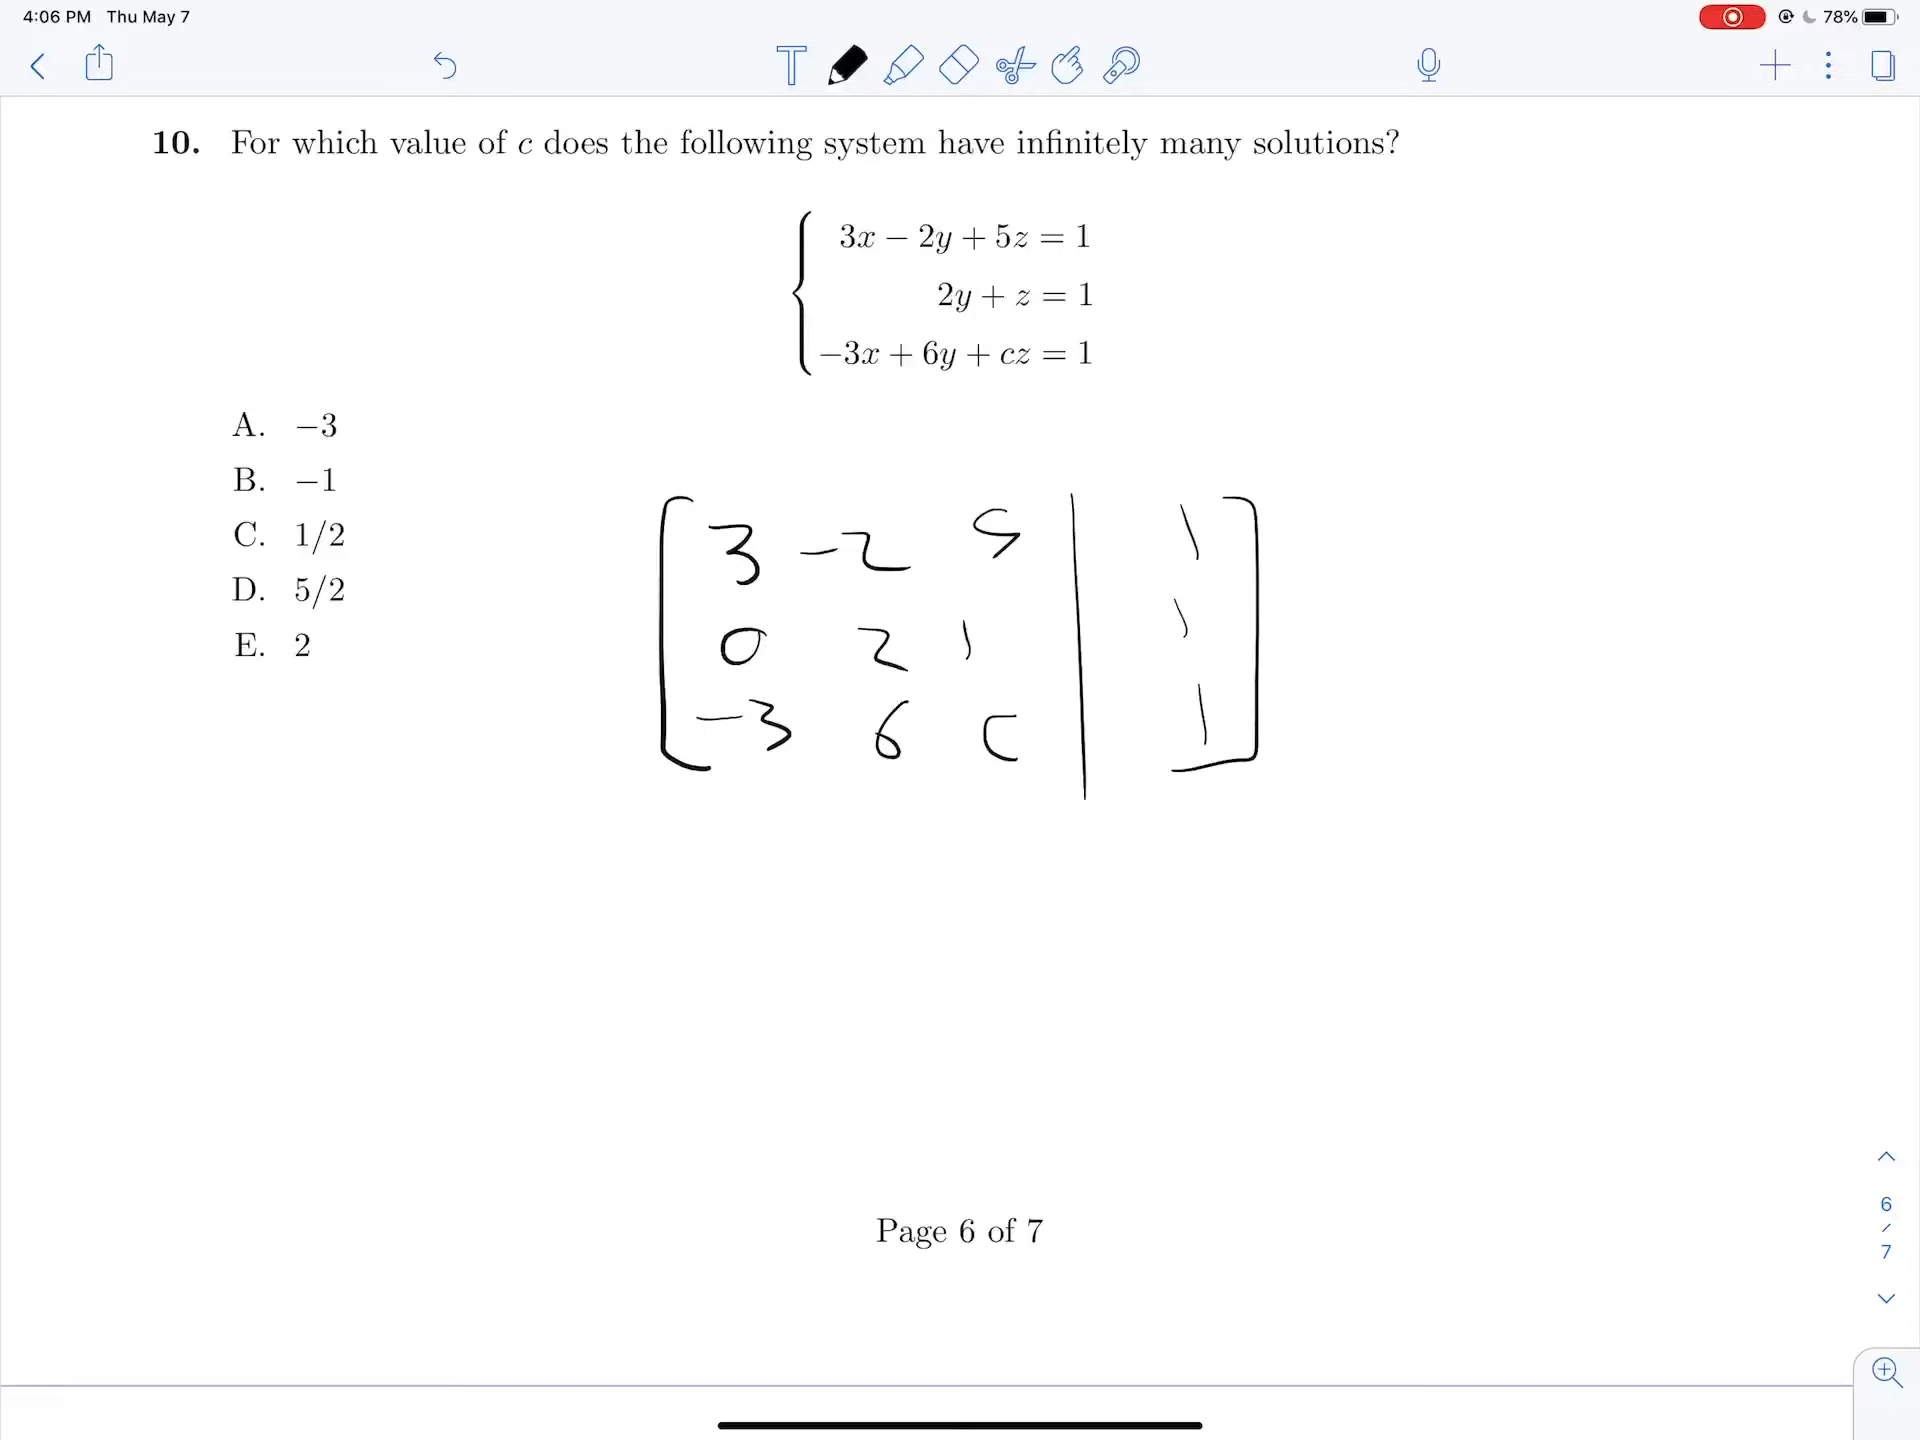 4:06 PM Thu May 7
78%
10. For which value of c does the following system have infinitely many solutions?
3x − 2y + 5z = 1
2y + z = 1
−3x + 6y + cz = 1
A. −3
B. −1
C. 1/2
D. 5/2
E. 2
3 −2 5 | 1
0 2 1 | 1
−3 6 c | 1
Page 6 of 7
6
/
7